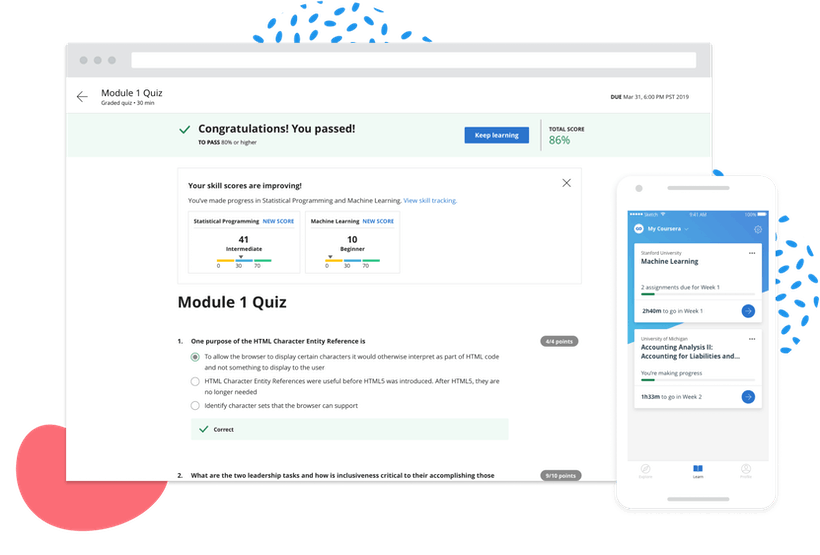 Module 1 Quiz
Graded quiz • 30 min
DUE Mar 31, 6:00 PM PST 2019
Congratulations! You passed!
TO PASS 80% or higher
Keep learning
TOTAL SCORE
86%
Your skill scores are improving!
You've made progress in Statistical Programming and Machine Learning. View skill tracking.
Statistical Programming NEW SCORE
41
Intermediate
0 30 70
Machine Learning NEW SCORE
10
Beginner
0 30 70
Module 1 Quiz
1. One purpose of the HTML Character Entity Reference is
4/4 points
To allow the browser to display certain characters it would otherwise interpret as part of HTML code
and not something to display to the user
HTML Character Entity References were useful before HTML5 was introduced. After HTML5, they are
no longer needed
Identify character sets that the browser can support
Correct
2. What are the two leadership tasks and how is inclusiveness critical to their accomplishing those
9/10 points
Sketch 9:41 AM 100%
GO My Coursera
Stanford University
Machine Learning
2 assignments due for Week 1
2h40m to go in Week 1
University of Michigan
Accounting Analysis II:
Accounting for Liabilities and...
You're making progress
1h33m to go in Week 2
Explore Learn Profile